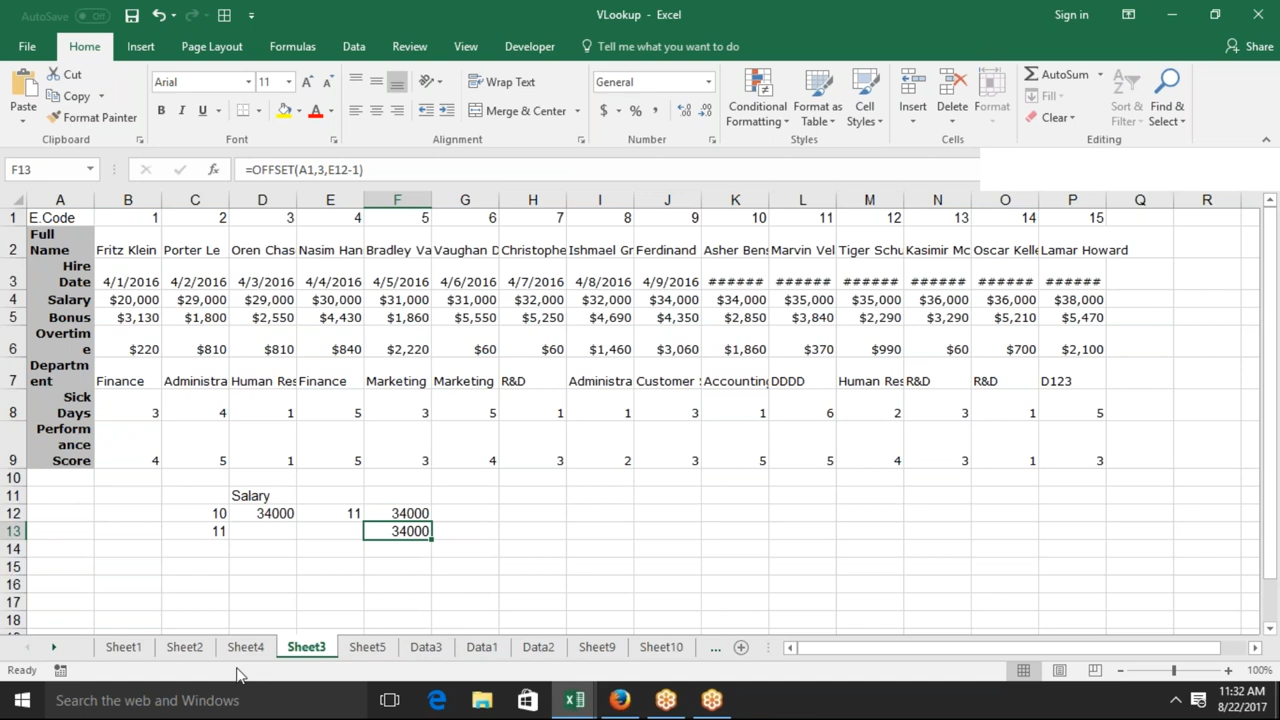 AutoSave Off VLookup - Excel Sign in
File Home Insert Page Layout Formulas Data Review View Developer Tell me what you want to do Share
Paste Cut Copy Format Painter Clipboard
Arial 11 A A B I U A Font
Wrap Text Merge & Center Alignment
General $ % , Number
Conditional Formatting Format as Table Cell Styles Styles
Insert Delete Format Cells
AutoSum Fill Clear Sort & Filter Find & Select Editing
F13 fx =OFFSET(A1,3,E12-1)
A B C D E F G H I J K L M N O P Q R
1 E.Code 1 2 3 4 5 6 7 8 9 10 11 12 13 14 15
2 Full Name Fritz Klein Porter Le Oren Chas Nasim Han Bradley Va Vaughan D Christophe Ishmael Gr Ferdinand Asher Ben Marvin Vel Tiger Schu Kasimir Mc Oscar Kelle Lamar Howard
3 Hire Date 4/1/2016 4/2/2016 4/3/2016 4/4/2016 4/5/2016 4/6/2016 4/7/2016 4/8/2016 4/9/2016 ###### ###### ###### ###### ###### ######
4 Salary $20,000 $29,000 $29,000 $30,000 $31,000 $31,000 $32,000 $32,000 $34,000 $34,000 $35,000 $35,000 $36,000 $36,000 $38,000
5 Bonus $3,130 $1,800 $2,550 $4,430 $1,860 $5,550 $5,250 $4,690 $4,350 $2,850 $3,840 $2,290 $3,290 $5,210 $5,470
6 Overtim e $220 $810 $810 $840 $2,220 $60 $60 $1,460 $3,060 $1,860 $370 $990 $60 $700 $2,100
7 Departm ent Finance Administra Human Res Finance Marketing Marketing R&D Administra Customer Accounting DDDD Human Res R&D R&D D123
8 Sick Days 3 4 1 5 3 5 1 1 3 1 6 2 3 1 5
9 Perform ance Score 4 5 1 5 3 4 3 2 3 5 5 4 3 1 3
10
11 Salary
12 10 34000 11 34000
13 11 34000
14
15
16
17
18
Sheet1 Sheet2 Sheet4 Sheet3 Sheet5 Data3 Data1 Data2 Sheet9 Sheet10 ...
Ready 100%
Search the web and Windows 11:32 AM
8/22/2017